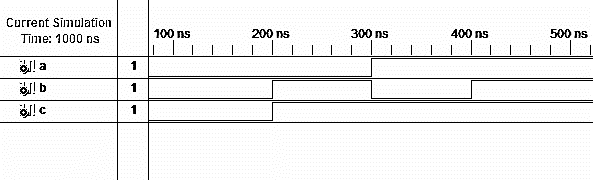 Current Simulation
Time: 1000 ns
100 ns 200 ns 300 ns 400 ns 500 ns
a 1
b 1
c 1